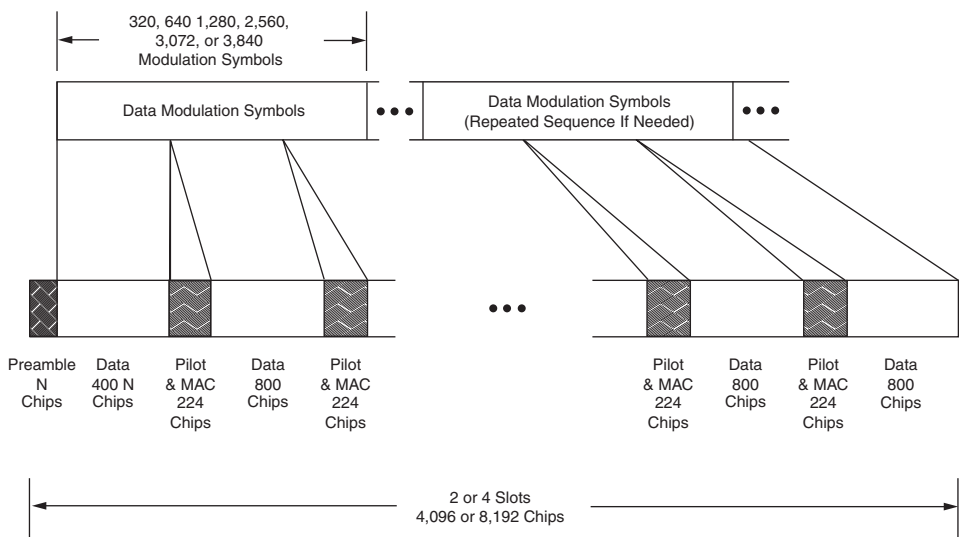 320, 640 1,280, 2,560,
3,072, or 3,840
Modulation Symbols
Data Modulation Symbols
Data Modulation Symbols
(Repeated Sequence If Needed)
Preamble
N
Chips
Data
400 N
Chips
Pilot
& MAC
224
Chips
Data
800
Chips
Pilot
& MAC
224
Chips
Pilot
& MAC
224
Chips
Data
800
Chips
Pilot
& MAC
224
Chips
Data
800
Chips
2 or 4 Slots
4,096 or 8,192 Chips